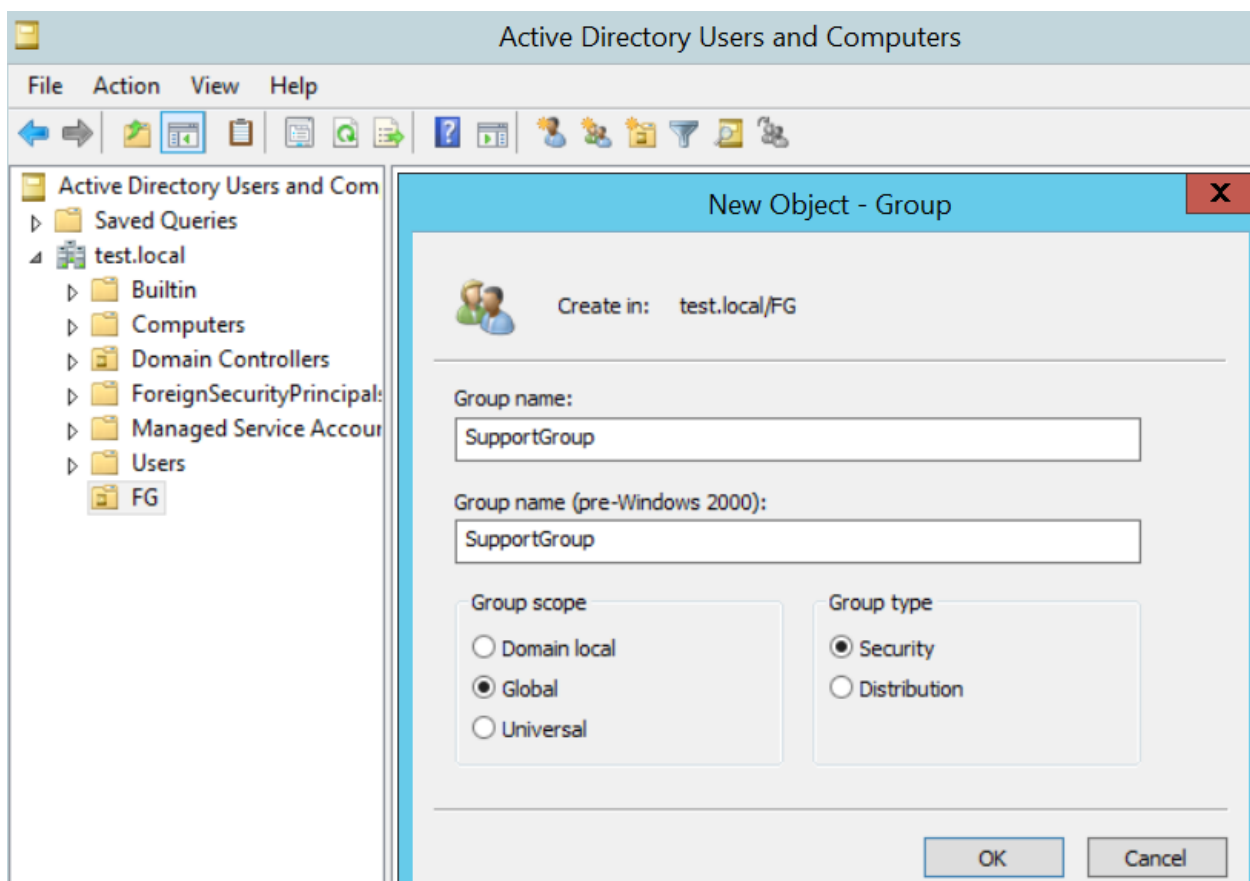 Active Directory Users and Computers
File Action View Help
Active Directory Users and Com
Saved Queries
test.local
Builtin
Computers
Domain Controllers
ForeignSecurityPrincipals
Managed Service Accour
Users
FG
New Object - Group
X
Create in: test.local/FG
Group name:
SupportGroup
Group name (pre-Windows 2000):
SupportGroup
Group scope
Domain local
Global
Universal
Group type
Security
Distribution
OK Cancel